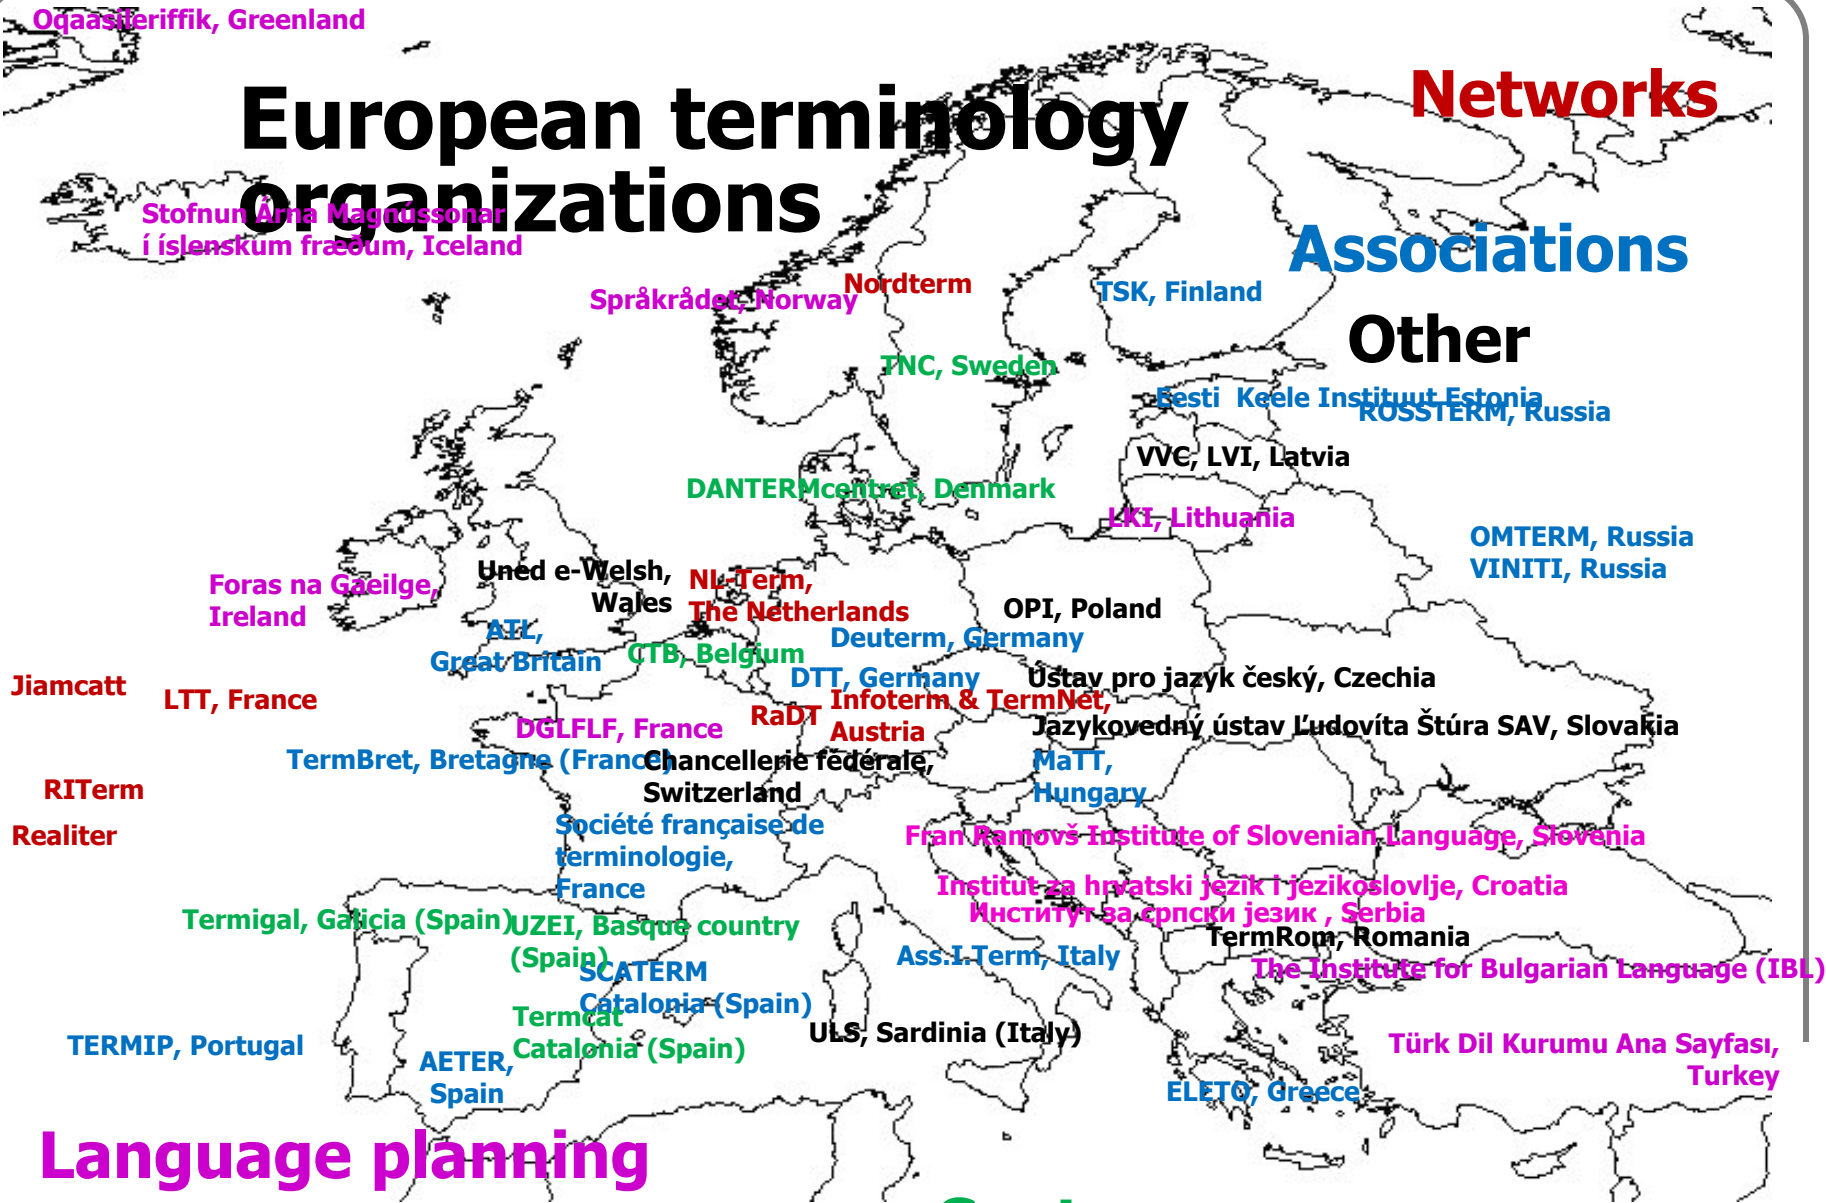 Oqaasileriffik, Greenland
European terminology
organizations
Networks
Stofnun Árna Magnússonar
í íslenskum fræðum, Iceland
Associations
Språkrådet, Norway
Nordterm
TSK, Finland
Other
TNC, Sweden
Eesti Keele Instituut Estonia
ROSSTERM, Russia
VVC, LVI, Latvia
DANTERMcentret, Denmark
LKI, Lithuania
OMTERM, Russia
VINITI, Russia
Uned e-Welsh,
Wales
NL-Term,
The Netherlands
Foras na Gaeilge,
Ireland
OPI, Poland
ATL,
Great Britain
Deuterm, Germany
CTB, Belgium
DTT, Germany
Ústav pro jazyk český, Czechia
Jiamcatt
LTT, France
Infoterm & TermNet,
Austria
RaDT
DGLFLF, France
Jazykovedný ústav Ľudovíta Štúra SAV, Slovakia
TermBret, Bretagne (France)
Chancellerie fédérale,
Switzerland
MaTT,
Hungary
RITerm
Société française de
terminologie,
France
Realiter
Fran Ramovš Institute of Slovenian Language, Slovenia
Institut za hrvatski jezik i jezikoslovlje, Croatia
Институт за српски језик , Serbia
Termigal, Galicia (Spain)
UZEI, Basque country
(Spain)
TermRom, Romania
Ass.I.Term, Italy
The Institute for Bulgarian Language (IBL)
SCATERM
Catalonia (Spain)
Termcat
Catalonia (Spain)
ULS, Sardinia (Italy)
TERMIP, Portugal
AETER,
Spain
Türk Dil Kurumu Ana Sayfası,
Turkey
ELETO, Greece
Language planning